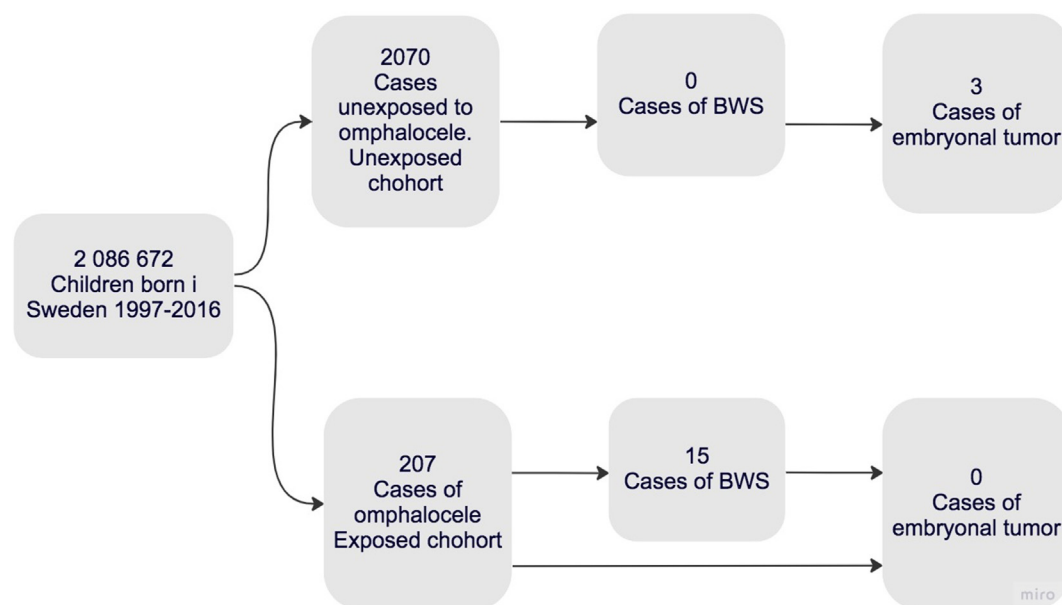 2070
Cases
unexposed to
omphalocele.
Unexposed
chohort
0
Cases of BWS
3
Cases of
embryonal tumor
2 086 672
Children born i
Sweden 1997-2016
207
Cases of
omphalocele
Exposed chohort
15
Cases of BWS
0
Cases of
embryonal tumor
miro